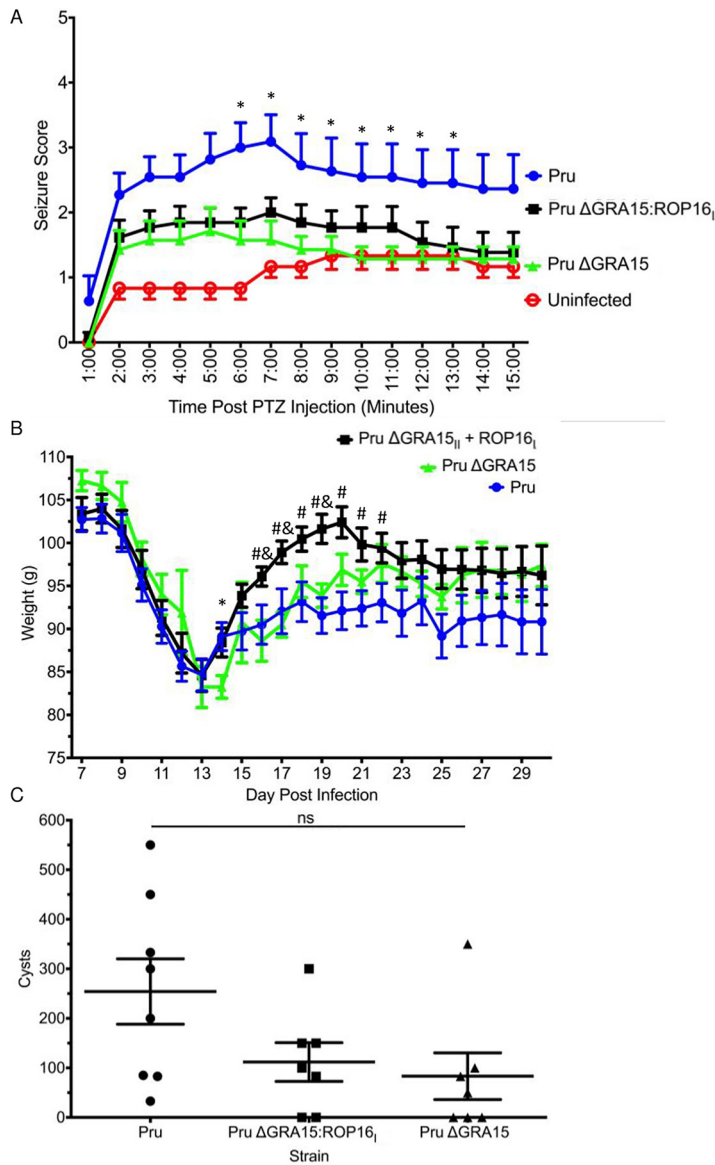 A
5
4
3
2
1
0
Seizure Score
* * * * * * * *
Pru
Pru ΔGRA15:ROP16I
Pru ΔGRA15
Uninfected
1:00 2:00 3:00 4:00 5:00 6:00 7:00 8:00 9:00 10:00 11:00 12:00 13:00 14:00 15:00
Time Post PTZ Injection (Minutes)
B
Pru ΔGRA15II + ROP16I
Pru ΔGRA15
Pru
110
105
100
95
90
85
80
75
Weight (g)
* #& #& # #& # # #
7 9 11 13 15 17 19 21 23 25 27 29
Day Post Infection
C
ns
600
500
400
300
200
100
0
Cysts
Pru Pru ΔGRA15:ROP16I Pru ΔGRA15
Strain